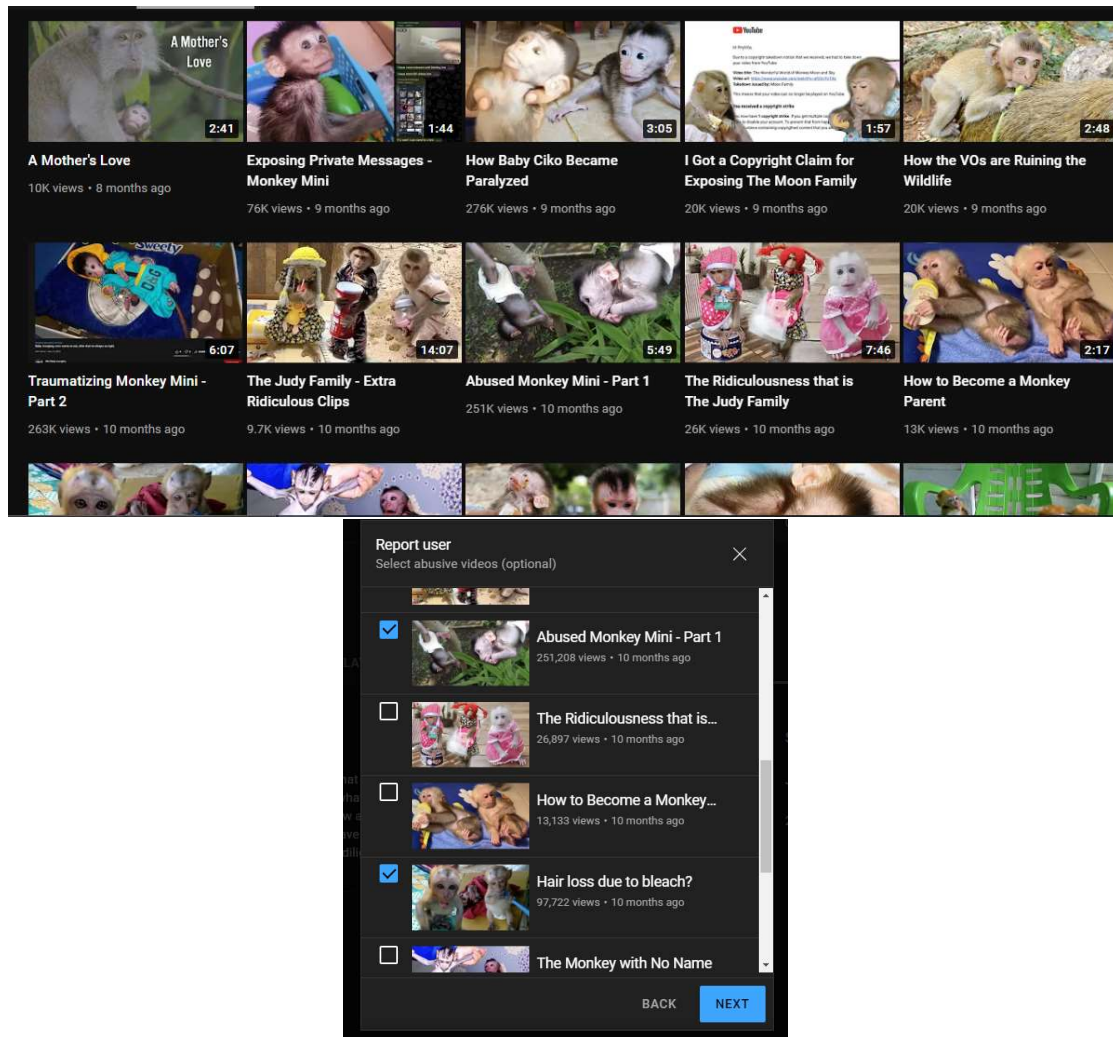 A Mother's
Love
2:41
1:44
3:05
YouTube
1:57
2:48
A Mother's Love
10K views • 8 months ago
Exposing Private Messages -
Monkey Mini
76K views • 9 months ago
How Baby Ciko Became
Paralyzed
276K views • 9 months ago
I Got a Copyright Claim for
Exposing The Moon Family
20K views • 9 months ago
How the VOs are Ruining the
Wildlife
20K views • 9 months ago
Sweety
6:07
14:07
5:49
7:46
2:17
Traumatizing Monkey Mini -
Part 2
263K views • 10 months ago
The Judy Family - Extra
Ridiculous Clips
9.7K views • 10 months ago
Abused Monkey Mini - Part 1
251K views • 10 months ago
The Ridiculousness that is
The Judy Family
26K views • 10 months ago
How to Become a Monkey
Parent
13K views • 10 months ago
Report user
Select abusive videos (optional)
Abused Monkey Mini - Part 1
251,208 views • 10 months ago
The Ridiculousness that is...
26,897 views • 10 months ago
How to Become a Monkey...
13,133 views • 10 months ago
Hair loss due to bleach?
97,722 views • 10 months ago
The Monkey with No Name
BACK
NEXT